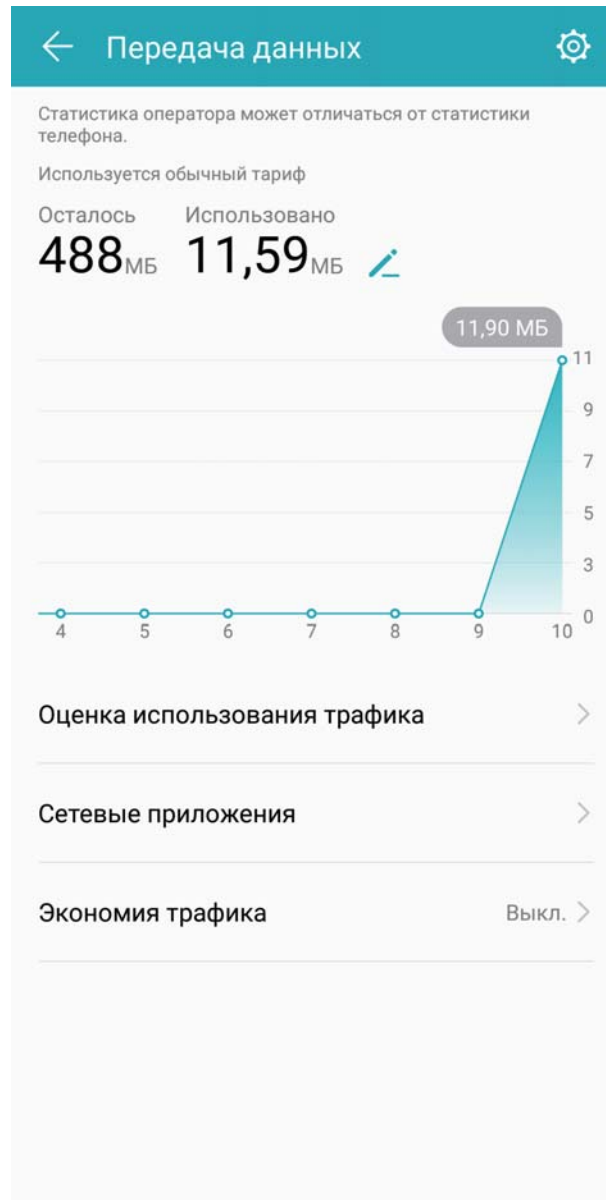 Передача данных
Статистика оператора может отличаться от статистики
телефона.
Используется обычный тариф
Осталось Использовано
488МБ 11,59МБ
11,90 МБ
11
9
7
5
3
0
4 5 6 7 8 9 10
Оценка использования трафика
Сетевые приложения
Экономия трафика Выкл.